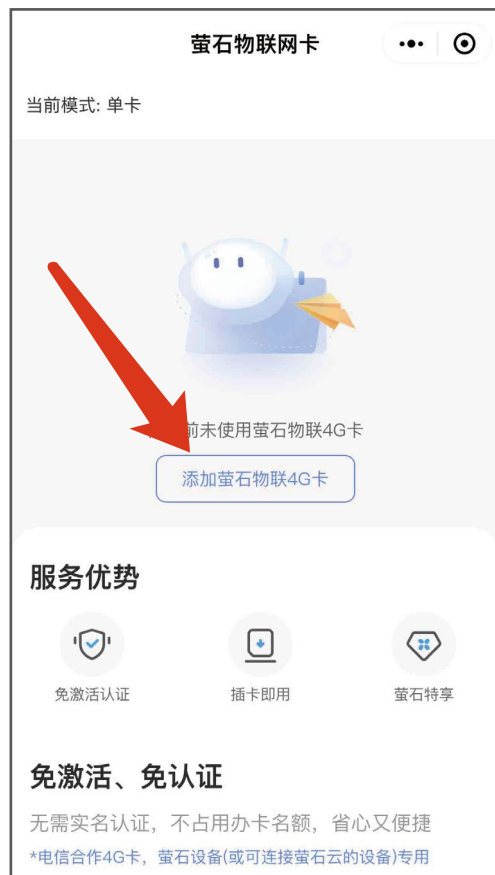 萤石物联网卡
当前模式: 单卡
前未使用萤石物联4G卡
添加萤石物联4G卡
服务优势
免激活认证
插卡即用
萤石特享
免激活、免认证
无需实名认证，不占用办卡名额，省心又便捷
*电信合作4G卡，萤石设备(或可连接萤石云的设备)专用